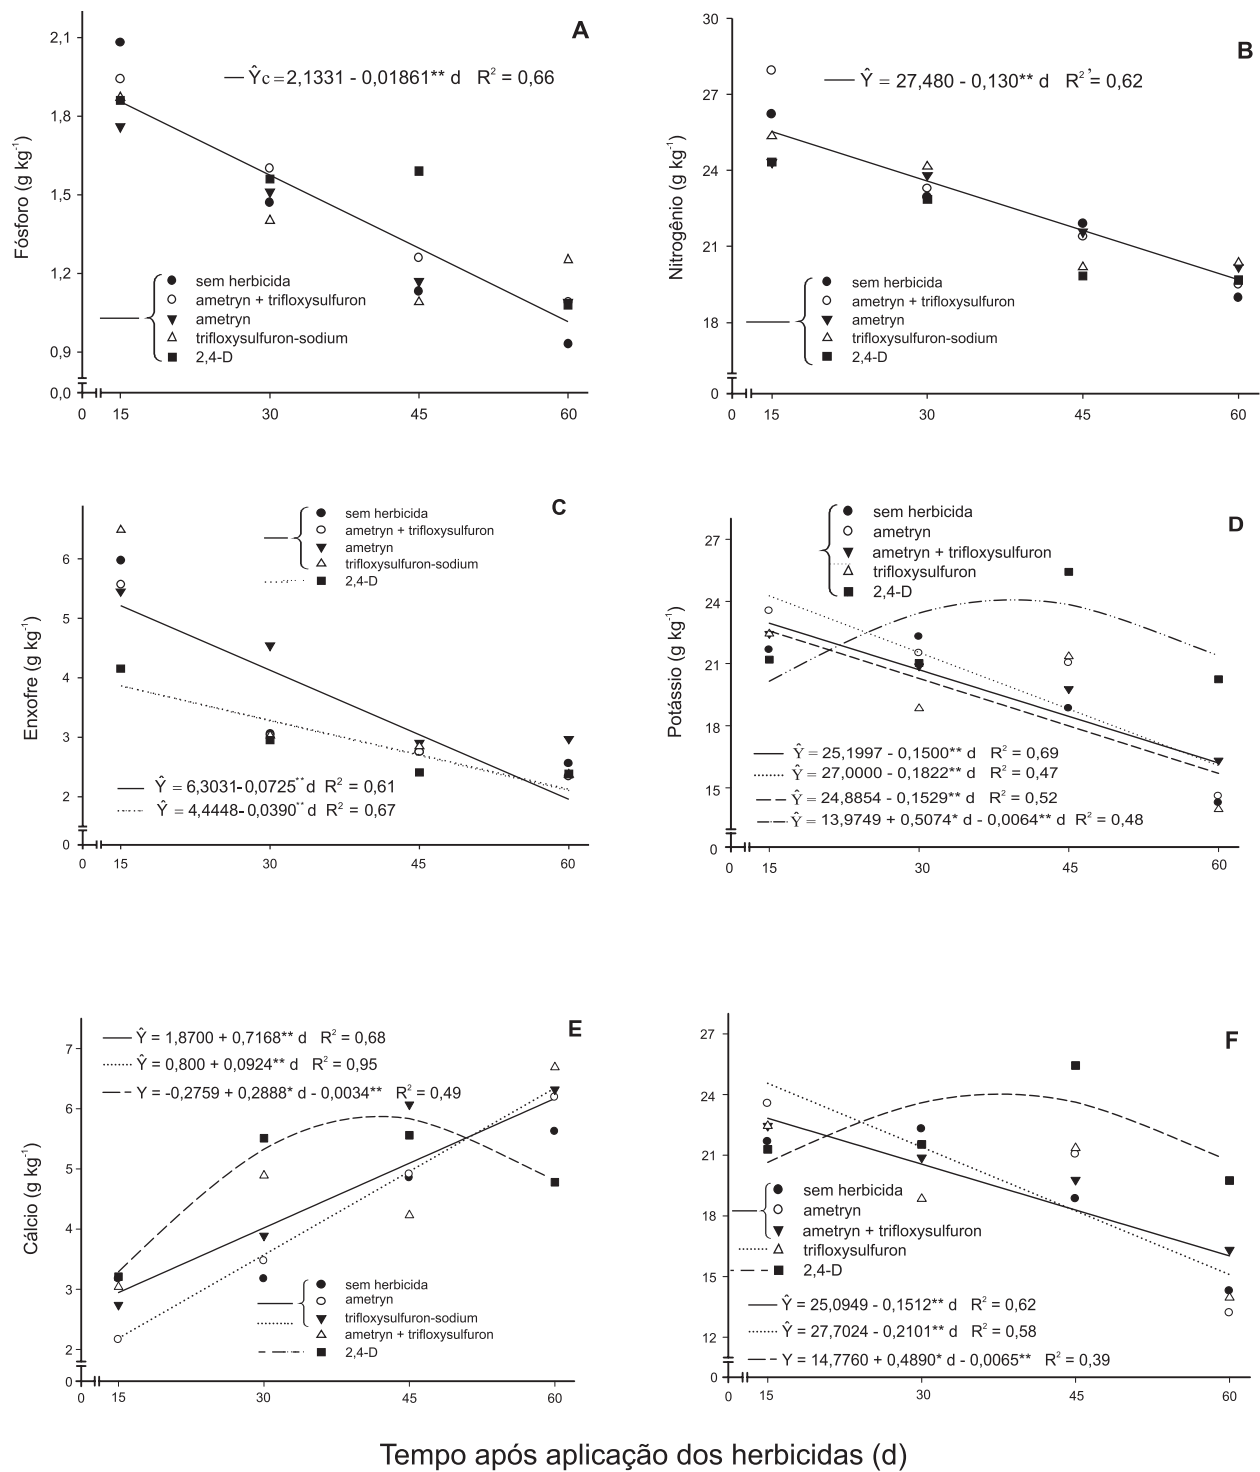 A
Ŷc = 2,1331 - 0,01861** d R² = 0,66
Fósforo (g kg⁻¹)
2,1
1,8
1,5
1,2
0,9
0,0
sem herbicida
ametryn + trifloxysulfuron
ametryn
trifloxysulfuron-sodium
2,4-D
0 15 30 45 60
B
Ŷ = 27,480 - 0,130** d R²’ = 0,62
Nitrogênio (g kg⁻¹)
30
27
24
21
18
0
sem herbicida
ametryn + trifloxysulfuron
ametryn
trifloxysulfuron-sodium
2,4-D
0 15 30 45 60
C
sem herbicida
ametryn + trifloxysulfuron
ametryn
trifloxysulfuron-sodium
2,4-D
Enxofre (g kg⁻¹)
6
5
4
3
2
0
Ŷ = 6,3031-0,0725** d R² = 0,61
Ŷ = 4,4448-0,0390** d R² = 0,67
0 15 30 45 60
D
sem herbicida
ametryn
ametryn + trifloxysulfuron
trifloxysulfuron
2,4-D
Potássio (g kg⁻¹)
27
24
21
18
15
0
Ŷ = 25,1997 - 0,1500** d R² = 0,69
Ŷ = 27,0000 - 0,1822** d R² = 0,47
Ŷ = 24,8854 - 0,1529** d R² = 0,52
Ŷ = 13,9749 + 0,5074* d - 0,0064** d R² = 0,48
0 15 30 45 60
E
Ŷ = 1,8700 + 0,7168** d R² = 0,68
Ŷ = 0,800 + 0,0924** d R² = 0,95
Y = -0,2759 + 0,2888* d - 0,0034** R² = 0,49
Cálcio (g kg⁻¹)
7
6
5
4
3
2
0
sem herbicida
ametryn
trifloxysulfuron-sodium
ametryn + trifloxysulfuron
2,4-D
0 15 30 45 60
F
27
24
21
18
15
12
0
sem herbicida
ametryn
ametryn + trifloxysulfuron
trifloxysulfuron
2,4-D
Ŷ = 25,0949 - 0,1512** d R² = 0,62
Ŷ = 27,7024 - 0,2101** d R² = 0,58
Y = 14,7760 + 0,4890* d - 0,0065** R² = 0,39
0 15 30 45 60
Tempo após aplicação dos herbicidas (d)